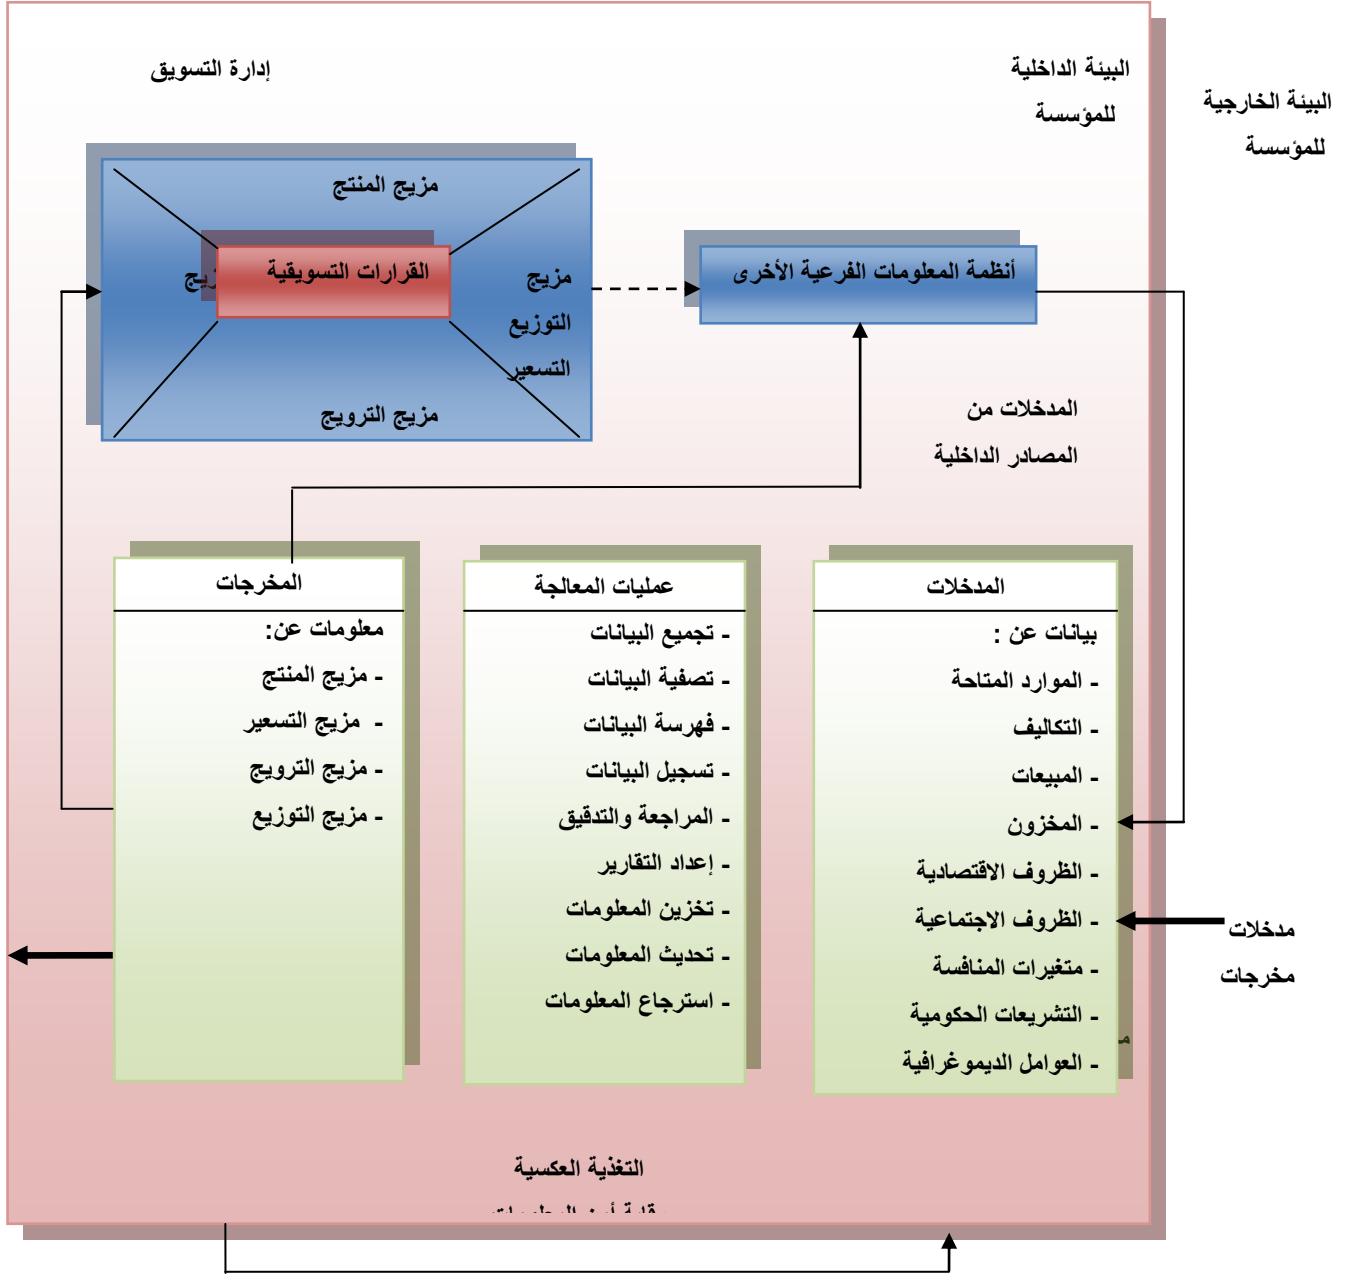 البيئة الخارجية
للمؤسسة
البيئة الداخلية
للمؤسسة
إدارة التسويق
مزيج المنتج
القرارات التسويقية
مزيج
التوزيع
التسعير
مزيج الترويج
أنظمة المعلومات الفرعية الأخرى
المدخلات من
المصادر الداخلية
المدخلات
بيانات عن :
- الموارد المتاحة
- التكاليف
- المبيعات
- المخزون
- الظروف الاقتصادية
- الظروف الاجتماعية
- متغيرات المنافسة
- التشريعات الحكومية
- العوامل الديموغرافية
عمليات المعالجة
- تجميع البيانات
- تصفية البيانات
- فهرسة البيانات
- تسجيل البيانات
- المراجعة والتدقيق
- إعداد التقارير
- تخزين المعلومات
- تحديث المعلومات
- استرجاع المعلومات
المخرجات
معلومات عن:
- مزيج المنتج
- مزيج التسعير
- مزيج الترويج
- مزيج التوزيع
مدخلات
مخرجات
التغذية العكسية